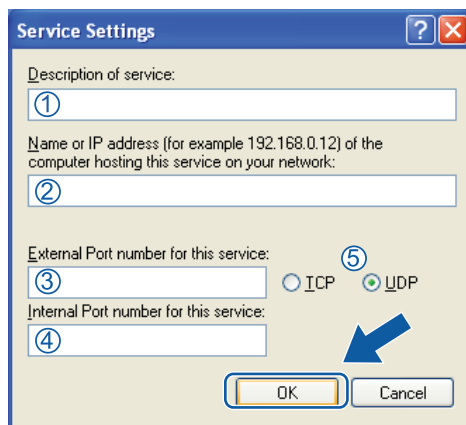 Service Settings
Description of service:
①
Name or IP address (for example 192.168.0.12) of the
computer hosting this service on your network:
②
External Port number for this service:
③ TCP ⑤ UDP
Internal Port number for this service:
④
OK Cancel